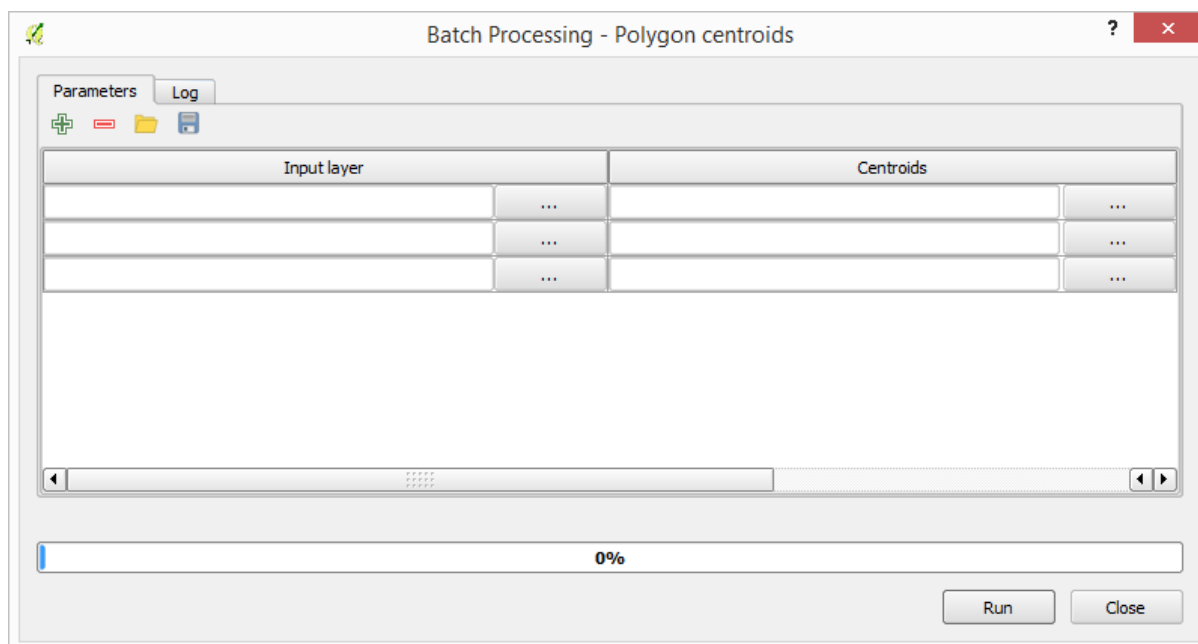 Batch Processing - Polygon centroids ?
Parameters Log
Input layer Centroids
... ...
... ...
... ...
0%
Run Close